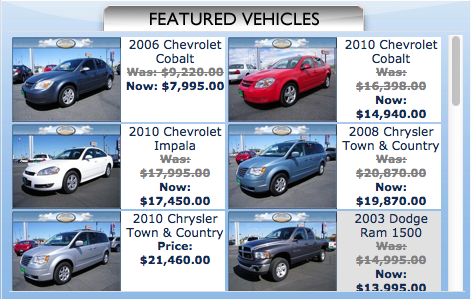 FEATURED VEHICLES
2006 Chevrolet
Cobalt
Was: $9,220.00
Now: $7,995.00
2010 Chevrolet
Cobalt
Was:
$16,398.00
Now:
$14,940.00
2010 Chevrolet
Impala
Was:
$17,995.00
Now:
$17,450.00
2008 Chrysler
Town & Country
Was:
$20,870.00
Now:
$19,870.00
2010 Chrysler
Town & Country
Price:
$21,460.00
2003 Dodge
Ram 1500
Was:
$14,995.00
Now:
$13,995.00